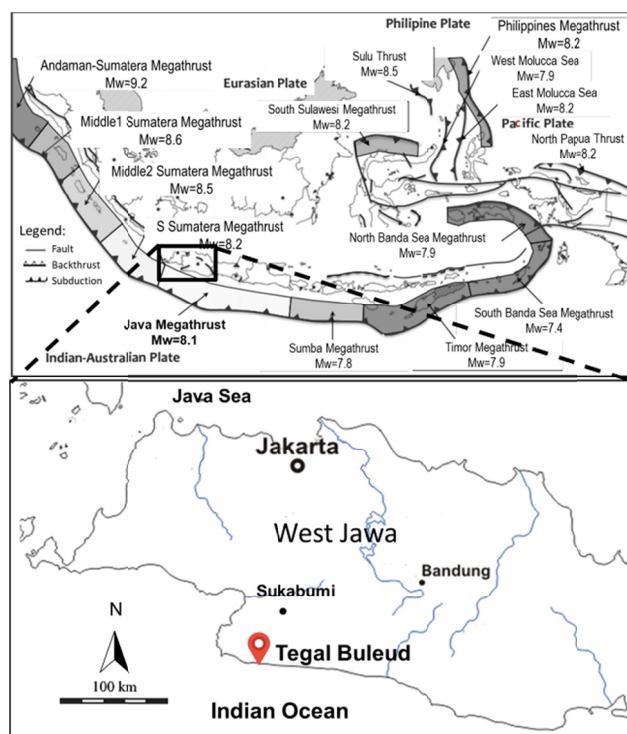 Philipine Plate
Philippines Megathrust
Mw=8.2
Andaman-Sumatera Megathrust
Mw=9.2
Sulu Thrust
Mw=8.5
West Molucca Sea
Mw=7.9
Eurasian Plate
East Molucca Sea
Mw=8.2
Middle1 Sumatera Megathrust
Mw=8.6
South Sulawesi Megathrust
Mw=8.2
Pacific Plate
North Papua Thrust
Mw=8.2
Middle2 Sumatera Megathrust
Mw=8.5
S Sumatera Megathrust
Mw=8.2
Legend:
Fault
Backthrust
Subduction
North Banda Sea Megathrust
Mw=7.9
Java Megathrust
Mw=8.1
South Banda Sea Megathrust
Mw=7.4
Indian-Australian Plate
Sumba Megathrust
Mw=7.8
Timor Megathrust
Mw=7.9
Java Sea
Jakarta
West Jawa
Bandung
Sukabumi
N
Tegal Buleud
100 km
Indian Ocean